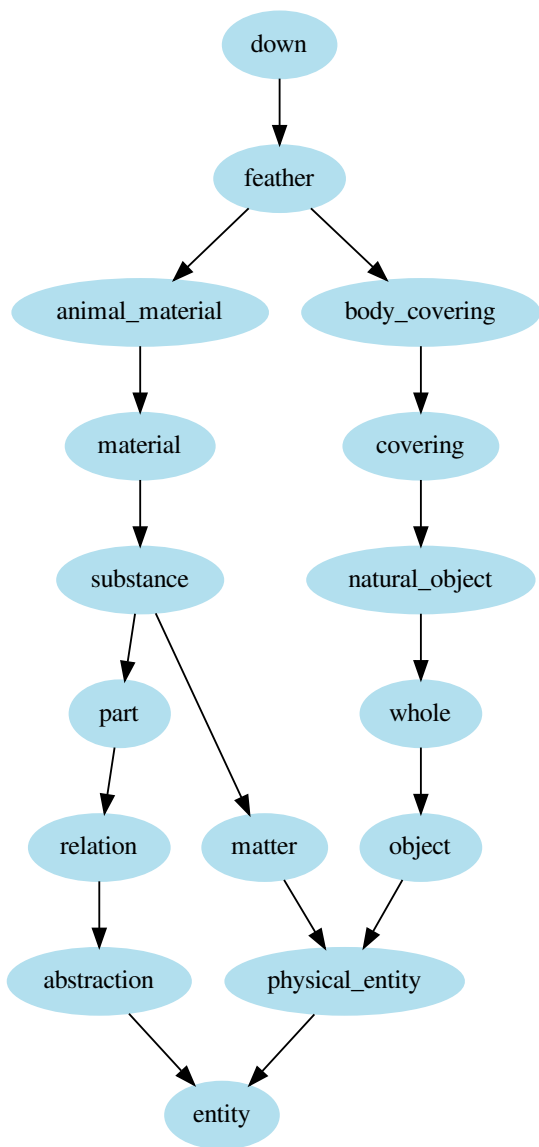 down
feather
animal_material
body_covering
material
covering
substance
natural_object
part
whole
relation
matter
object
abstraction
physical_entity
entity